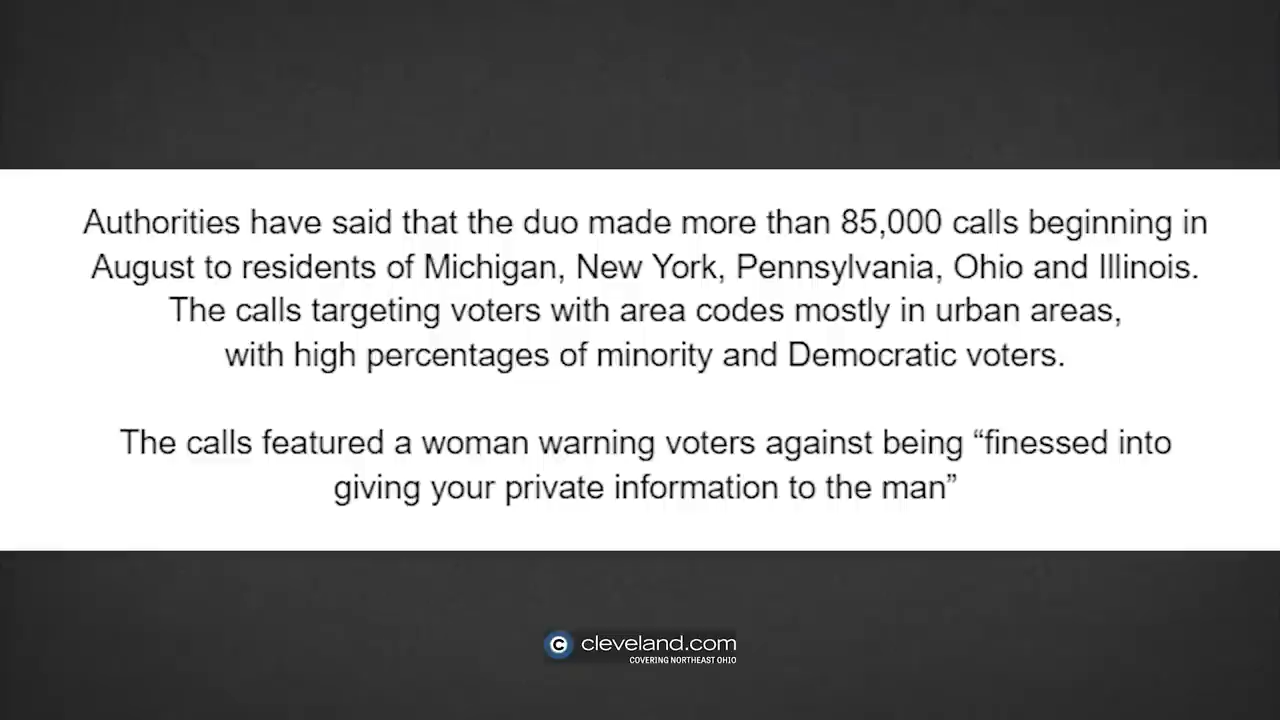 Authorities have said that the duo made more than 85,000 calls beginning in
August to residents of Michigan, New York, Pennsylvania, Ohio and Illinois.
The calls targeting voters with area codes mostly in urban areas,
with high percentages of minority and Democratic voters.
The calls featured a woman warning voters against being “finessed into
giving your private information to the man”
c cleveland.com
COVERING NORTHEAST OHIO